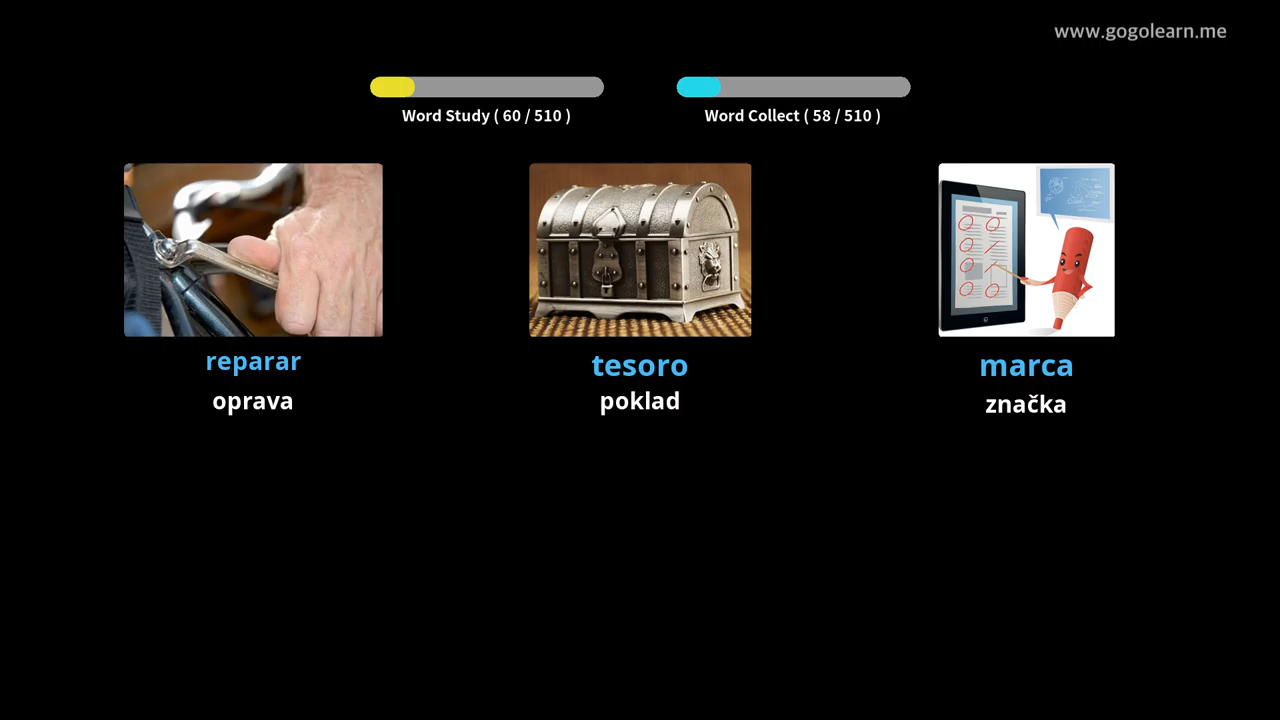 www.gogolearn.me
Word Study ( 60 / 510 )
Word Collect ( 58 / 510 )
reparar
oprava
tesoro
poklad
marca
značka